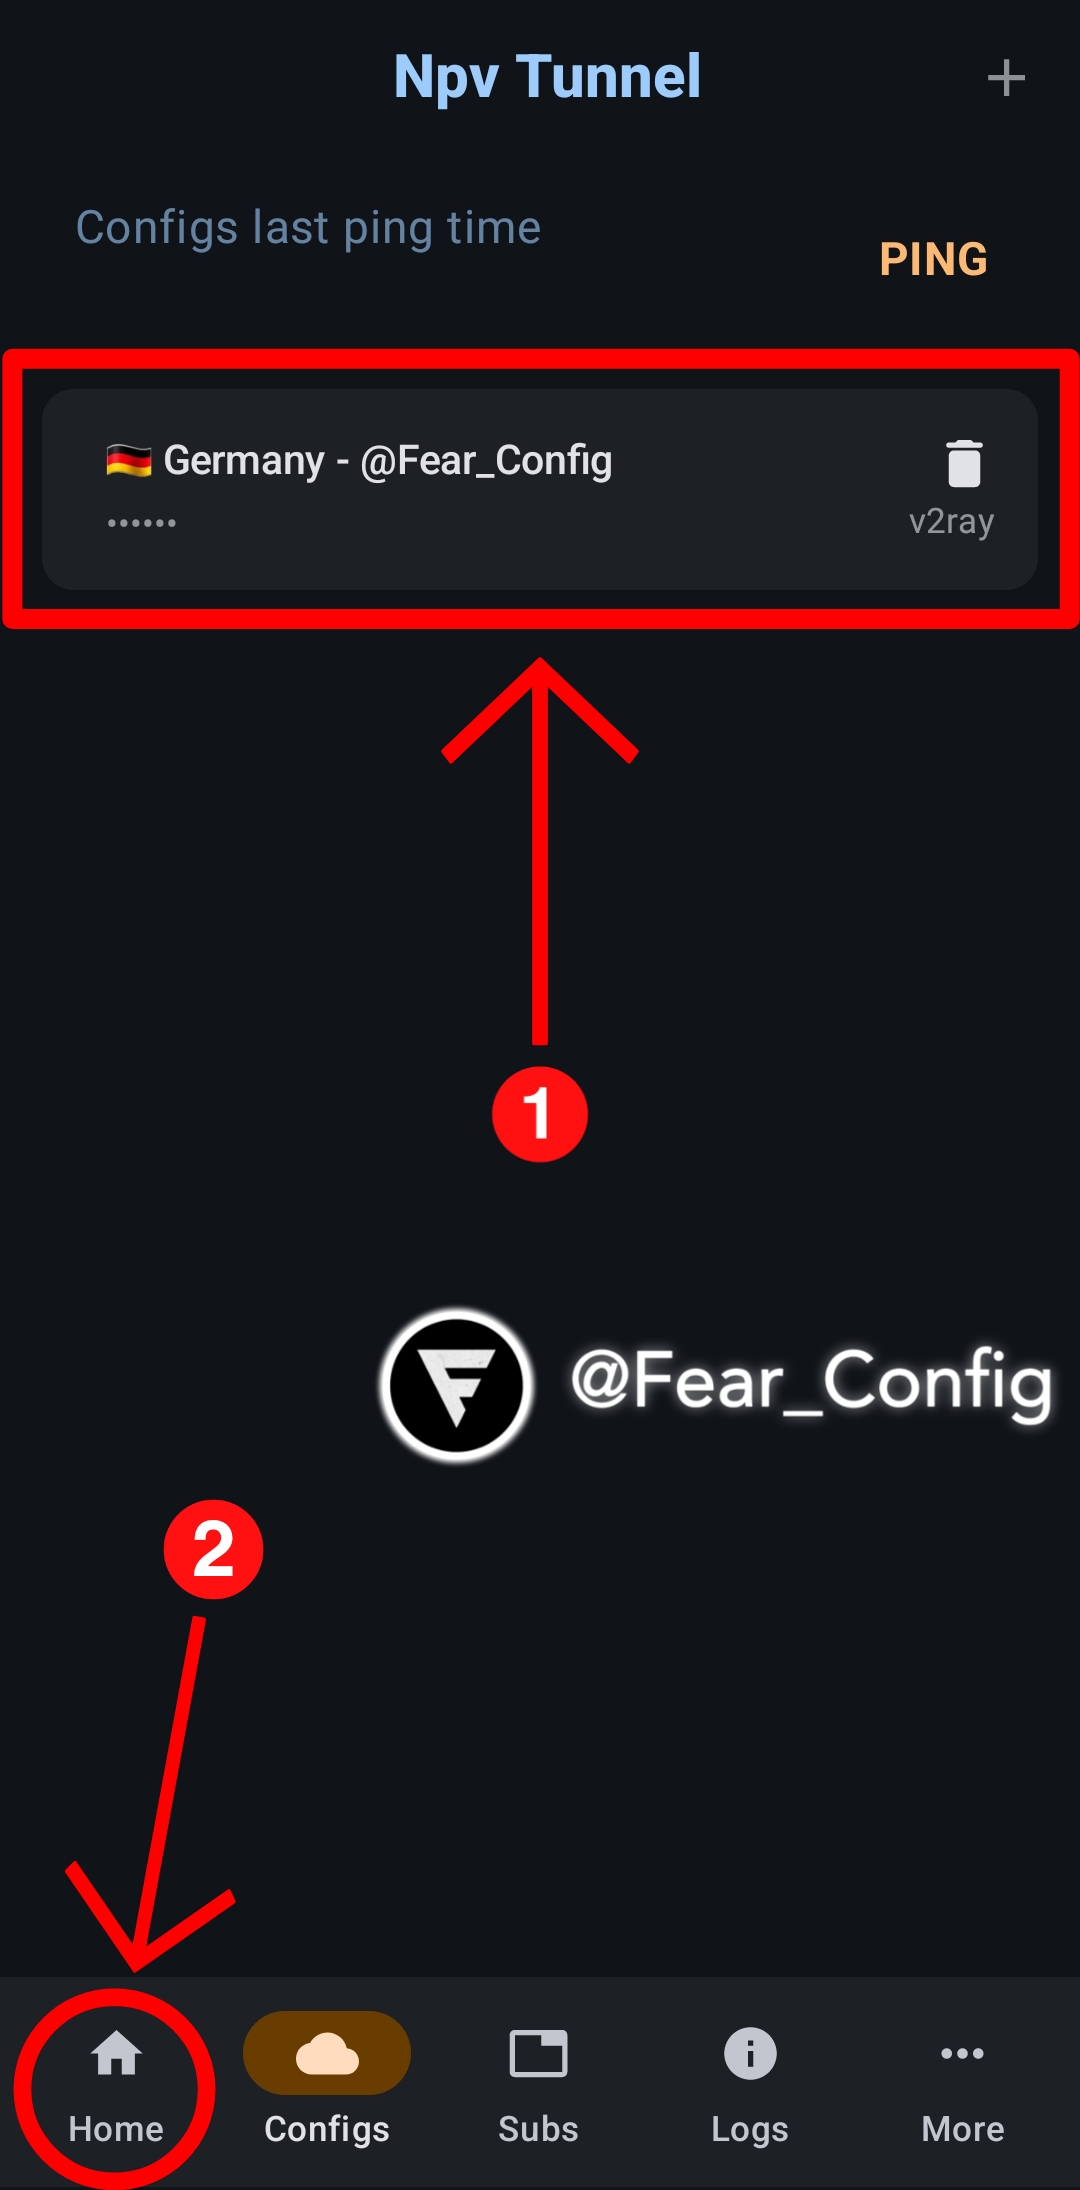 Npv Tunnel
Configs last ping time
PING
Germany - @Fear_Config
••••••
v2ray
1
@Fear_Config
2
Home
Configs
Subs
Logs
More